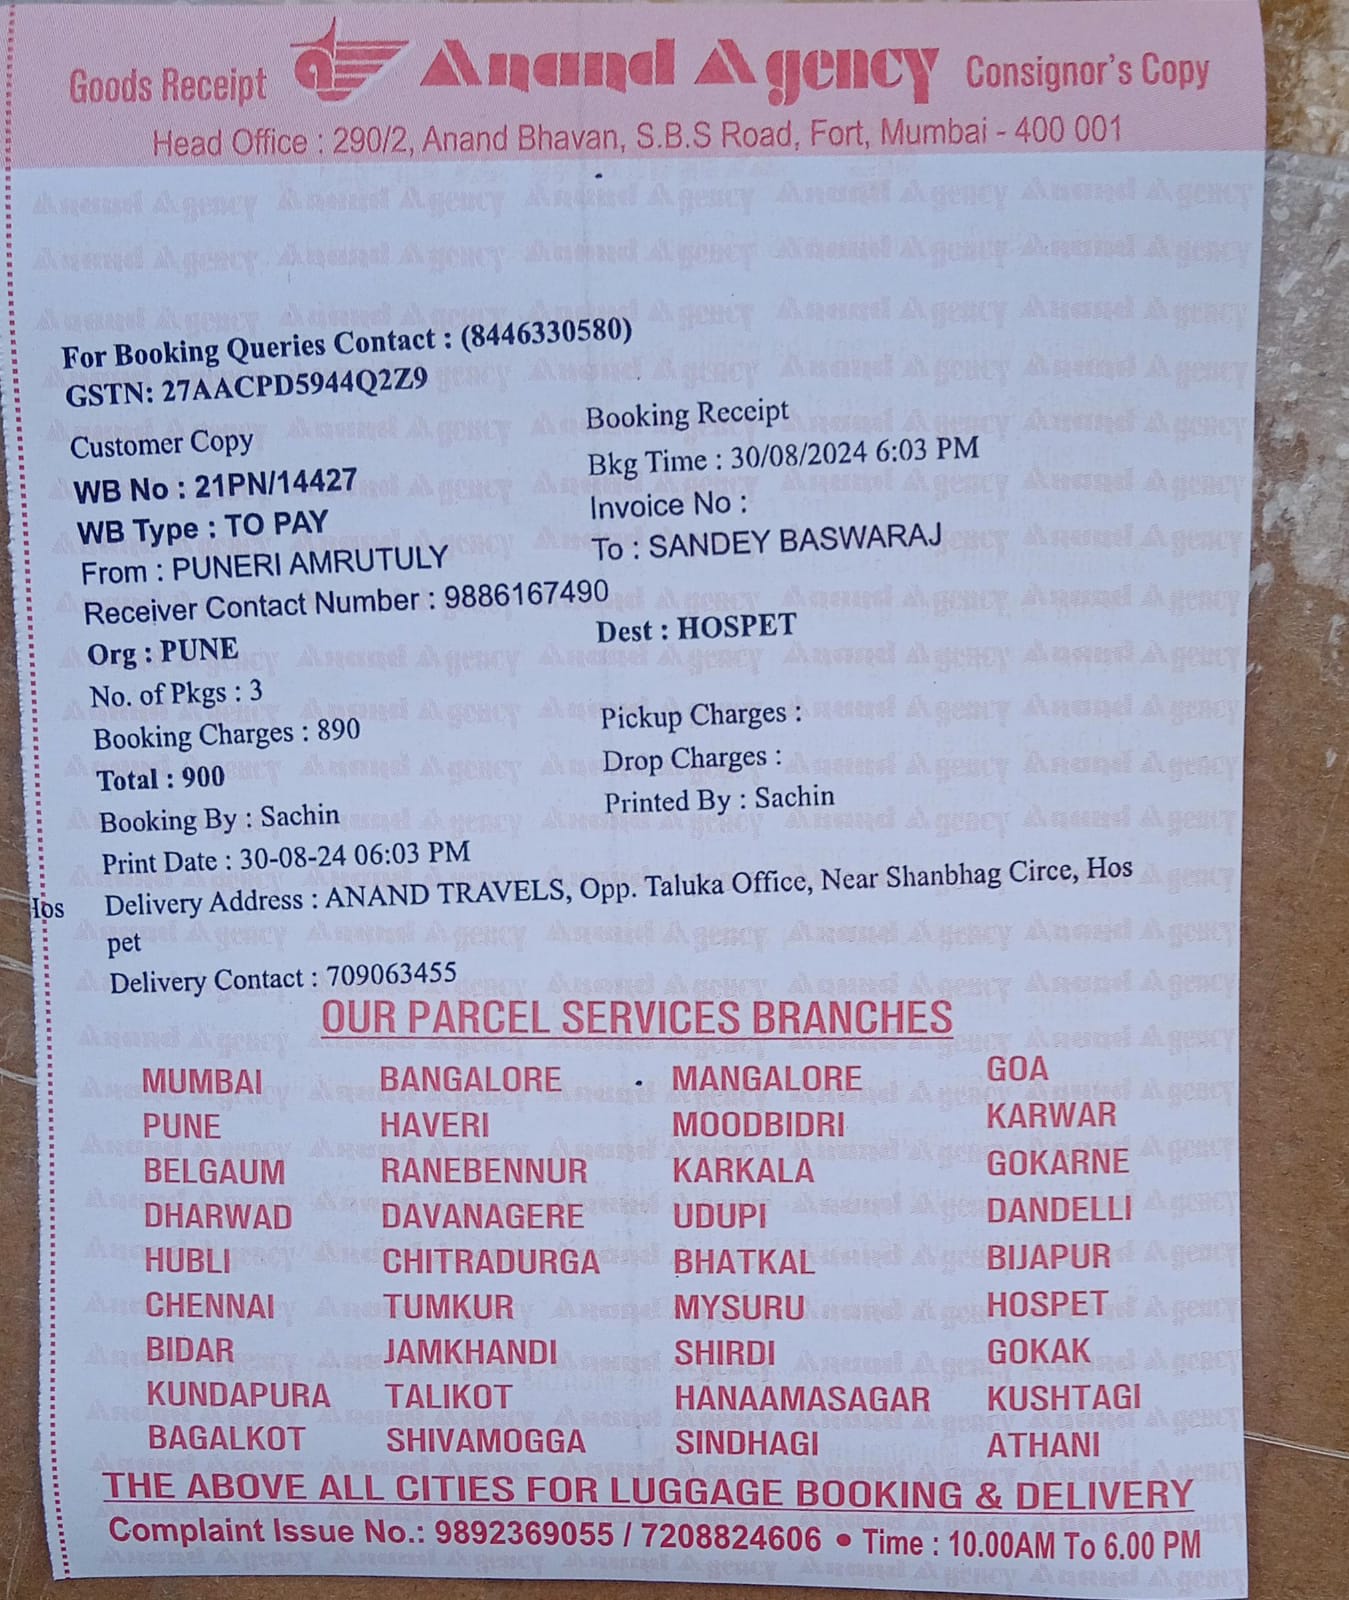 Goods Receipt Anand Agency Consignor's Copy
Head Office : 290/2, Anand Bhavan, S.B.S Road, Fort, Mumbai - 400 001
For Booking Queries Contact : (8446330580)
GSTN: 27AACPD5944Q2Z9
Customer Copy Booking Receipt
WB No : 21PN/14427 Bkg Time : 30/08/2024 6:03 PM
WB Type : TO PAY Invoice No :
From : PUNERI AMRUTULY To : SANDEY BASWARAJ
Receiver Contact Number : 9886167490
Org : PUNE Dest : HOSPET
No. of Pkgs : 3
Booking Charges : 890 Pickup Charges :
Total : 900 Drop Charges :
Booking By : Sachin Printed By : Sachin
Print Date : 30-08-24 06:03 PM
Hos Delivery Address : ANAND TRAVELS, Opp. Taluka Office, Near Shanbhag Circe, Hos
pet
Delivery Contact : 709063455
OUR PARCEL SERVICES BRANCHES
MUMBAI BANGALORE MANGALORE GOA
PUNE HAVERI MOODBIDRI KARWAR
BELGAUM RANEBENNUR KARKALA GOKARNE
DHARWAD DAVANAGERE UDUPI DANDELLI
HUBLI CHITRADURGA BHATKAL BIJAPUR
CHENNAI TUMKUR MYSURU HOSPET
BIDAR JAMKHANDI SHIRDI GOKAK
KUNDAPURA TALIKOT HANAAMASAGAR KUSHTAGI
BAGALKOT SHIVAMOGGA SINDHAGI ATHANI
THE ABOVE ALL CITIES FOR LUGGAGE BOOKING & DELIVERY
Complaint Issue No.: 9892369055 / 7208824606 • Time : 10.00AM To 6.00 PM